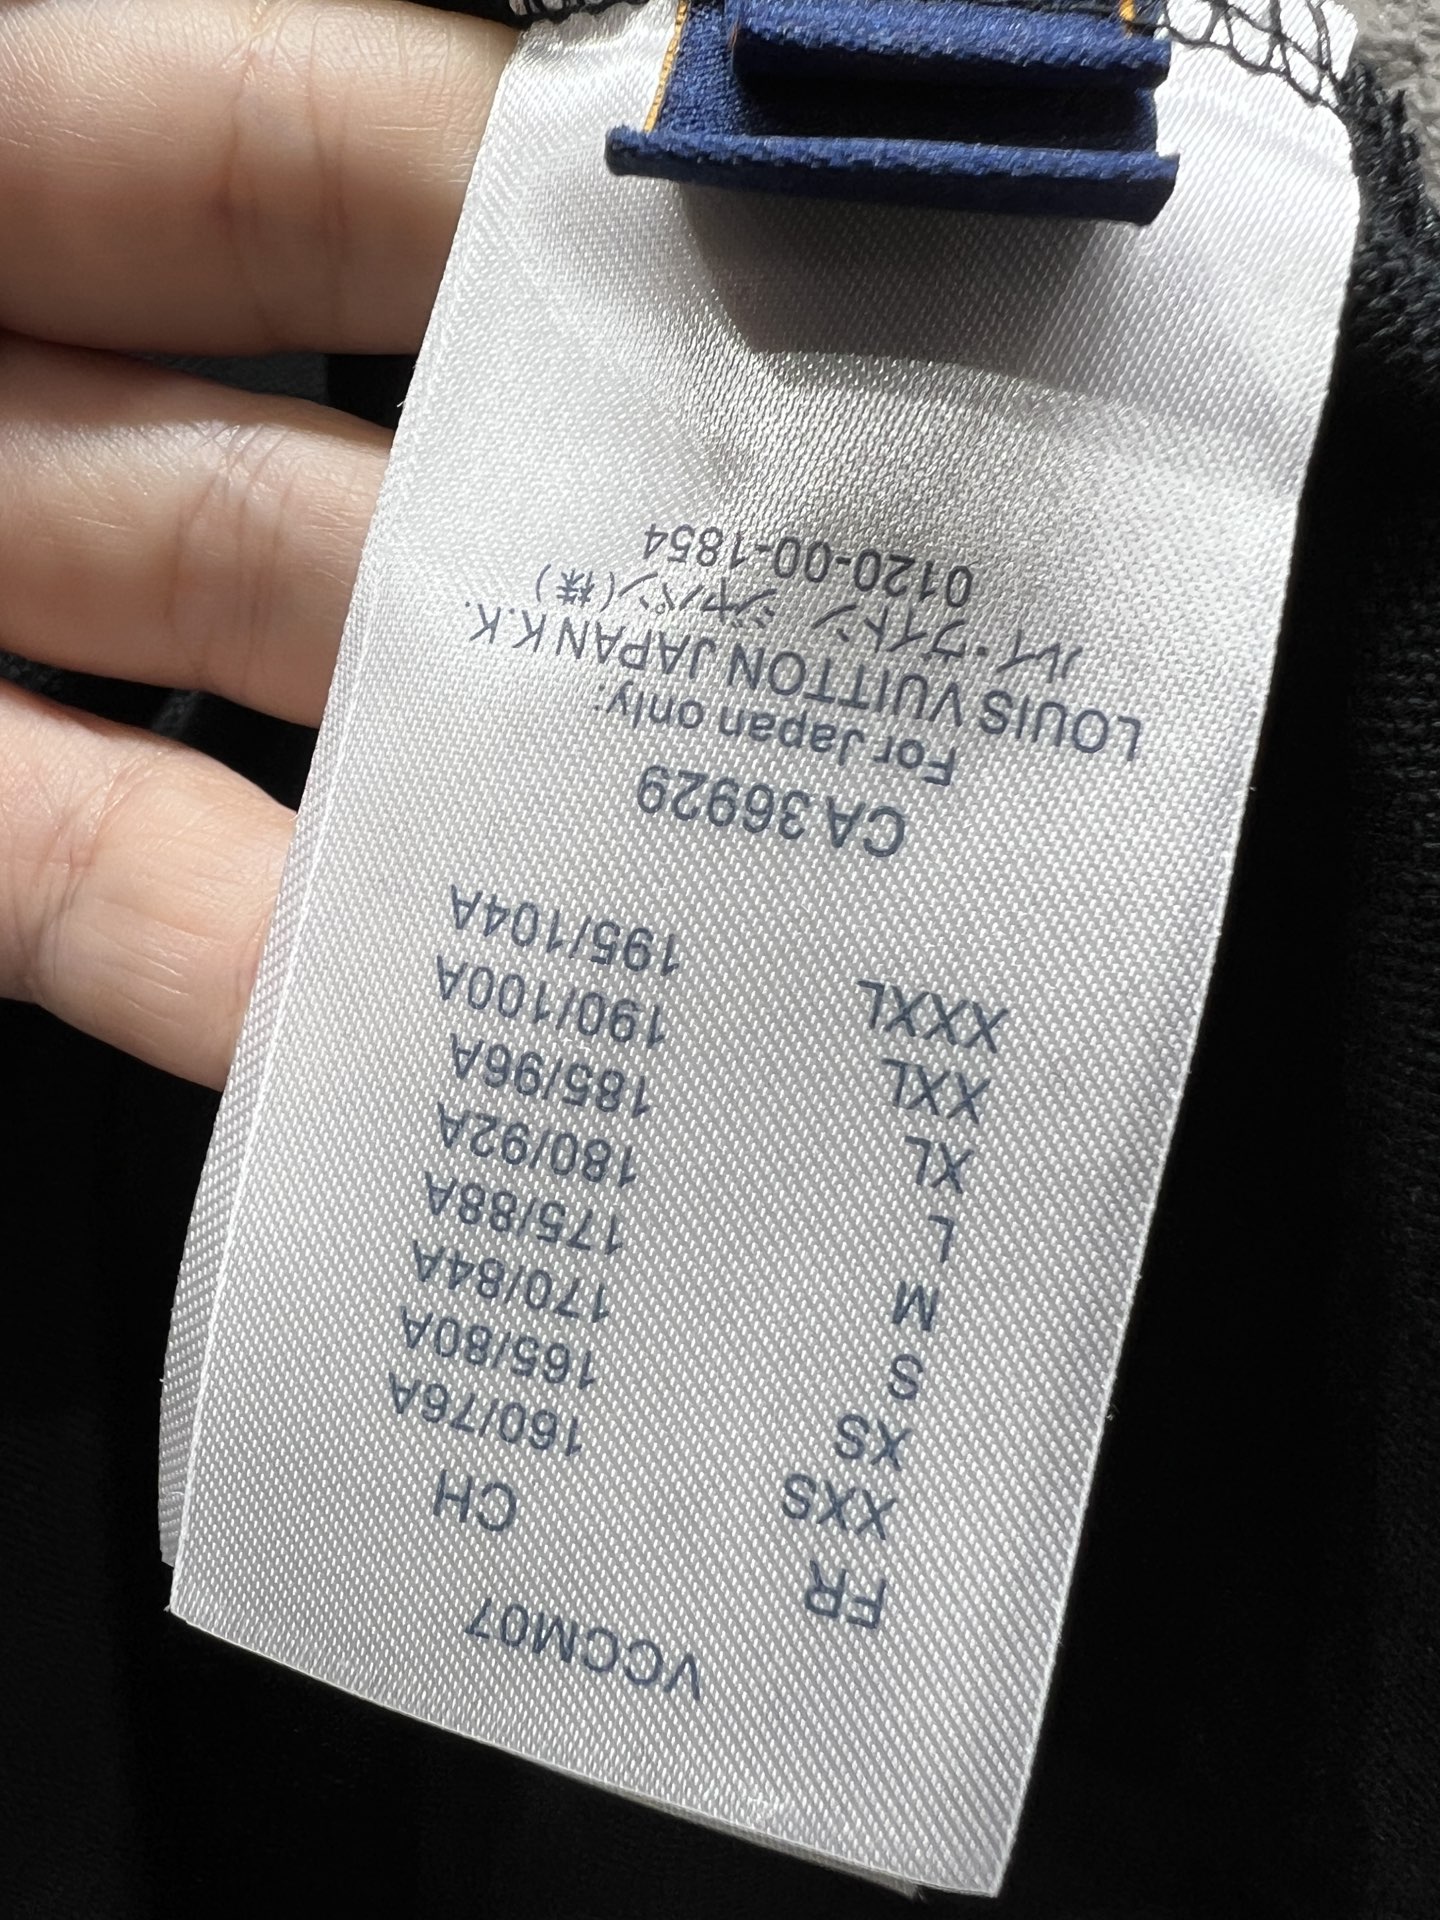 VCCM07
FR CH
XXS 160/76A
XS 165/80A
S 170/84A
M 175/88A
L 180/92A
XL 185/96A
XXL 190/100A
XXXL 195/104A
CA 36929
For Japan only:
LOUIS VUITTON JAPAN K.K.
ルイ・ヴィトン ジャパン(株)
0120-00-1854